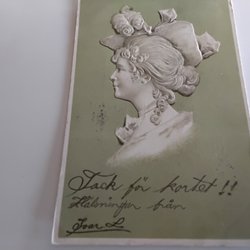 Tack för kortet!!
Hälsningar från
Ivar L